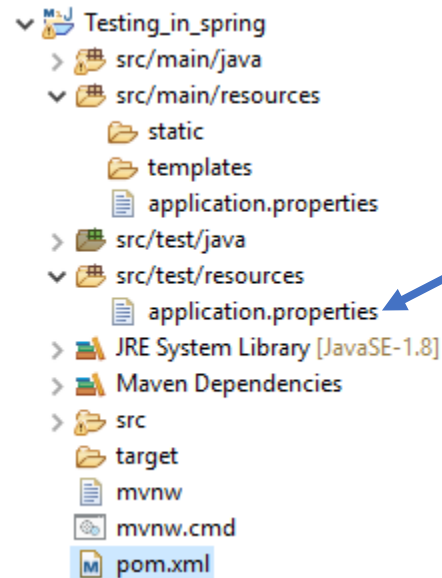 Testing_in_spring
src/main/java
src/main/resources
static
templates
application.properties
src/test/java
src/test/resources
application.properties
JRE System Library [JavaSE-1.8]
Maven Dependencies
src
target
mvnw
mvnw.cmd
pom.xml